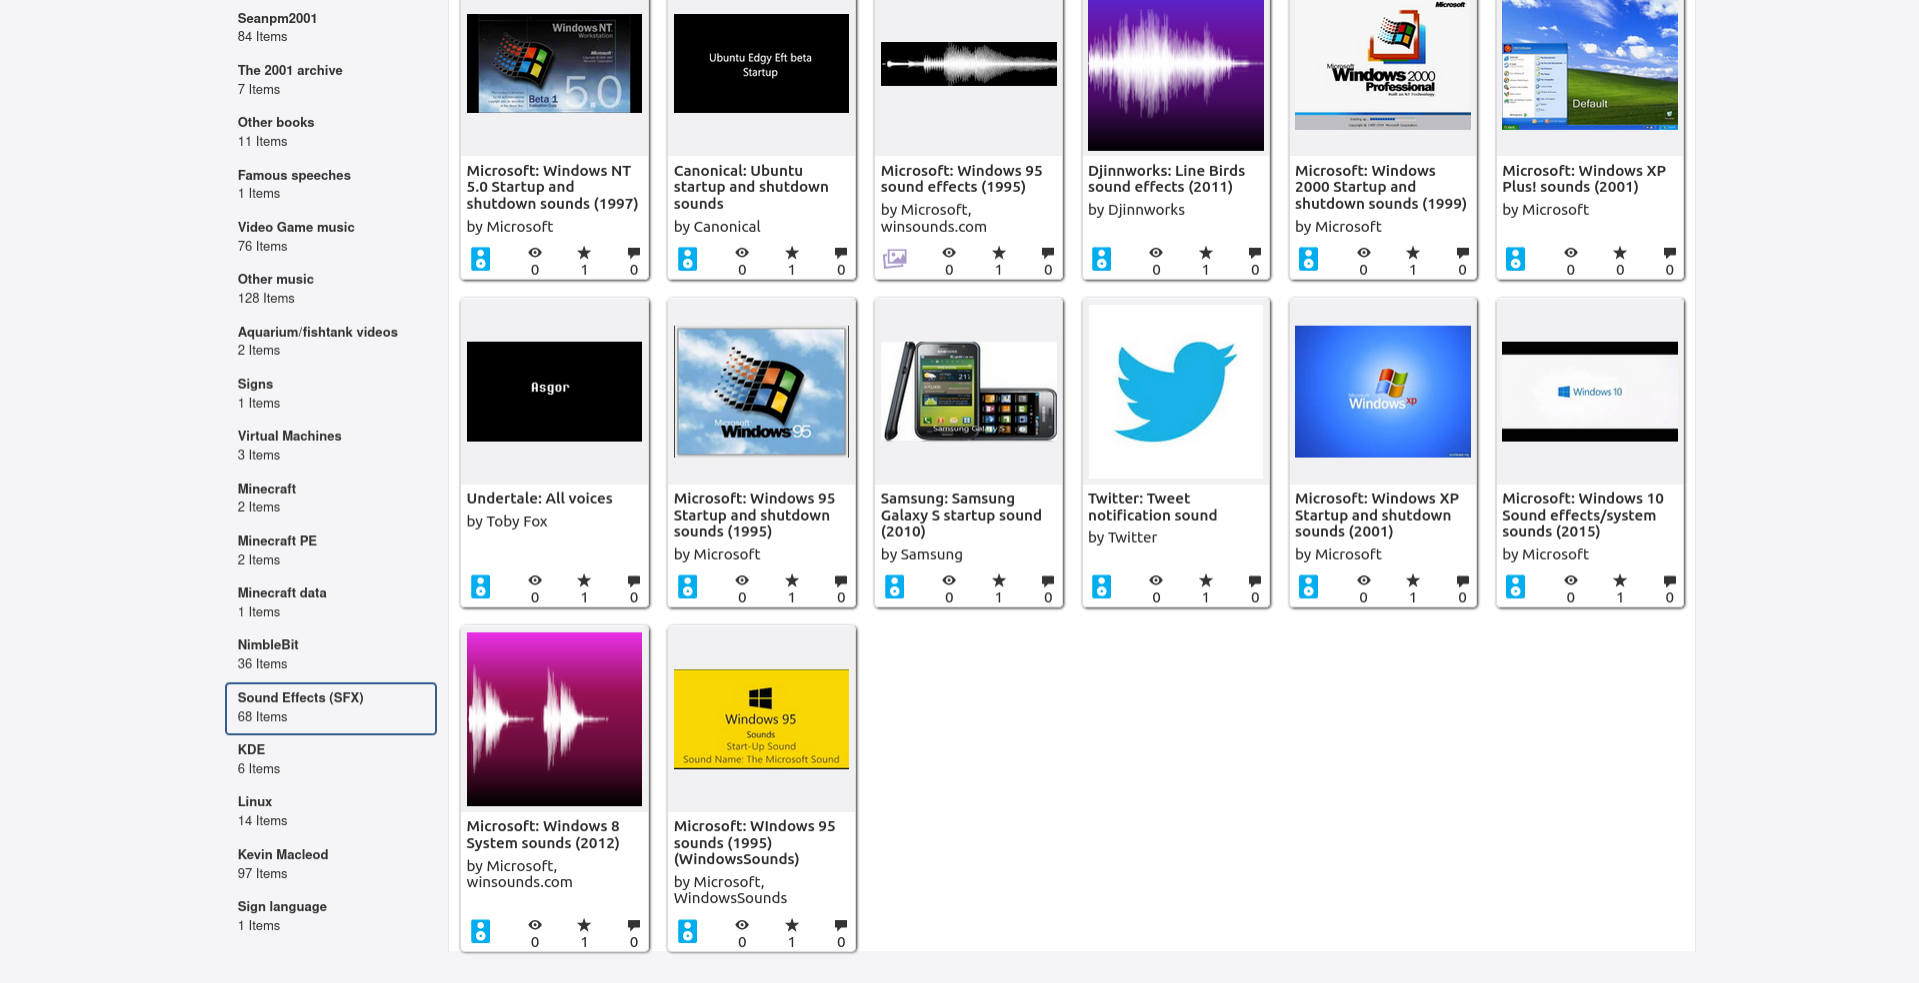 Seanpm2001
84 Items
The 2001 archive
7 Items
Other books
11 Items
Famous speeches
1 Items
Video Game music
76 Items
Other music
128 Items
Aquarium/fishtank videos
2 Items
Signs
1 Items
Virtual Machines
3 Items
Minecraft
2 Items
Minecraft PE
2 Items
Minecraft data
1 Items
NimbleBit
36 Items
Sound Effects (SFX)
68 Items
KDE
6 Items
Linux
14 Items
Kevin Macleod
97 Items
Sign language
1 Items
Windows NT
Workstation
Microsoft
Beta 1
5.0
Microsoft: Windows NT
5.0 Startup and
shutdown sounds (1997)
by Microsoft
0 1 0
Ubuntu Edgy Eft beta
Startup
Canonical: Ubuntu
startup and shutdown
sounds
by Canonical
0 1 0
Microsoft: Windows 95
sound effects (1995)
by Microsoft,
winsounds.com
0 1 0
Djinnworks: Line Birds
sound effects (2011)
by Djinnworks
0 1 0
Microsoft
Microsoft
Windows 2000
Professional
Built on NT Technology
Microsoft: Windows
2000 Startup and
shutdown sounds (1999)
by Microsoft
0 1 0
Default
Microsoft: Windows XP
Plus! sounds (2001)
by Microsoft
0 0 0
Asgor
Undertale: All voices
by Toby Fox
0 1 0
Microsoft
Windows 95
Microsoft: Windows 95
Startup and shutdown
sounds (1995)
by Microsoft
0 1 0
Samsung Galaxy S
Samsung: Samsung
Galaxy S startup sound
(2010)
by Samsung
0 1 0
Twitter: Tweet
notification sound
by Twitter
0 1 0
Windows xp
Microsoft: Windows XP
Startup and shutdown
sounds (2001)
by Microsoft
0 1 0
Windows 10
Microsoft: Windows 10
Sound effects/system
sounds (2015)
by Microsoft
0 1 0
Microsoft: Windows 8
System sounds (2012)
by Microsoft,
winsounds.com
0 1 0
Windows 95
Sounds
Start-Up Sound
Sound Name: The Microsoft Sound
Microsoft: WIndows 95
sounds (1995)
(WindowsSounds)
by Microsoft,
WindowsSounds
0 1 0